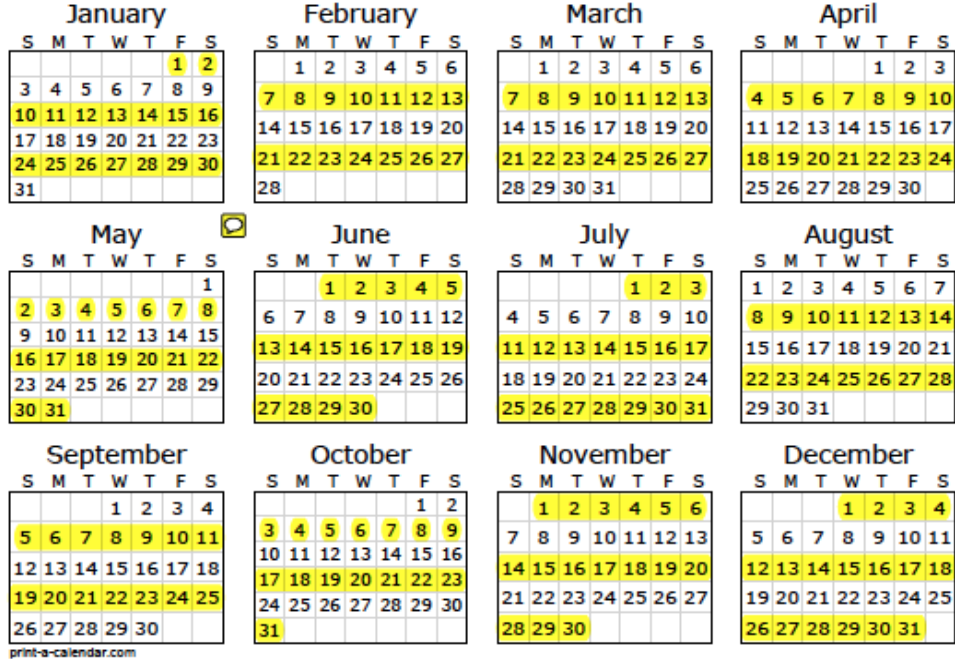 January February March April
S M T W T F S S M T W T F S S M T W T F S S M T W T F S
1 2 1 2 3 4 5 6 1 2 3 4 5 6 1 2 3
3 4 5 6 7 8 9 7 8 9 10 11 12 13 7 8 9 10 11 12 13 4 5 6 7 8 9 10
10 11 12 13 14 15 16 14 15 16 17 18 19 20 14 15 16 17 18 19 20 11 12 13 14 15 16 17
17 18 19 20 21 22 23 21 22 23 24 25 26 27 21 22 23 24 25 26 27 18 19 20 21 22 23 24
24 25 26 27 28 29 30 28 28 29 30 31 25 26 27 28 29 30
31
May June July August
S M T W T F S S M T W T F S S M T W T F S S M T W T F S
1 1 2 3 4 5 1 2 3 1 2 3 4 5 6 7
2 3 4 5 6 7 8 6 7 8 9 10 11 12 4 5 6 7 8 9 10 8 9 10 11 12 13 14
9 10 11 12 13 14 15 13 14 15 16 17 18 19 11 12 13 14 15 16 17 15 16 17 18 19 20 21
16 17 18 19 20 21 22 20 21 22 23 24 25 26 18 19 20 21 22 23 24 22 23 24 25 26 27 28
23 24 25 26 27 28 29 27 28 29 30 25 26 27 28 29 30 31 29 30 31
30 31
September October November December
S M T W T F S S M T W T F S S M T W T F S S M T W T F S
1 2 3 4 1 2 1 2 3 4 5 6 1 2 3 4
5 6 7 8 9 10 11 3 4 5 6 7 8 9 7 8 9 10 11 12 13 5 6 7 8 9 10 11
12 13 14 15 16 17 18 10 11 12 13 14 15 16 14 15 16 17 18 19 20 12 13 14 15 16 17 18
19 20 21 22 23 24 25 17 18 19 20 21 22 23 21 22 23 24 25 26 27 19 20 21 22 23 24 25
26 27 28 29 30 24 25 26 27 28 29 30 28 29 30 26 27 28 29 30 31
31
print-a-calendar.com